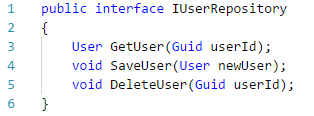 1 public interface IUserRepository
2 {
3     User GetUser(Guid userId);
4     void SaveUser(User newUser);
5     void DeleteUser(Guid userId);
6 }